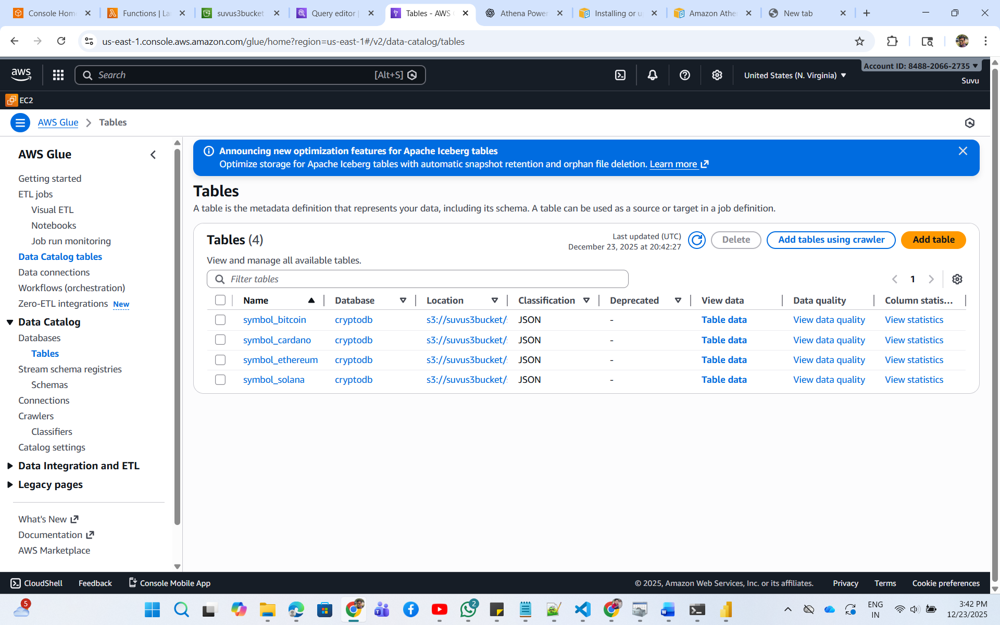 Console Hom
Functions | La
suvus3bucket
Query editor |
Tables - AWS
Athena Power
Installing or u
Amazon Athe
New tab
us-east-1.console.aws.amazon.com/glue/home?region=us-east-1#/v2/data-catalog/tables
aws
Search
[Alt+S]
United States (N. Virginia)
Account ID: 8488-2066-2735
Suvu
EC2
AWS Glue
Tables
AWS Glue
Getting started
ETL jobs
Visual ETL
Notebooks
Job run monitoring
Data Catalog tables
Data connections
Workflows (orchestration)
Zero-ETL integrations New
Data Catalog
Databases
Tables
Stream schema registries
Schemas
Connections
Crawlers
Classifiers
Catalog settings
Data Integration and ETL
Legacy pages
What's New
Documentation
AWS Marketplace
Announcing new optimization features for Apache Iceberg tables
Optimize storage for Apache Iceberg tables with automatic snapshot retention and orphan file deletion. Learn more
Tables
A table is the metadata definition that represents your data, including its schema. A table can be used as a source or target in a job definition.
Tables (4)
Last updated (UTC)
December 23, 2025 at 20:42:27
Delete
Add tables using crawler
Add table
View and manage all available tables.
Filter tables
1
Name Database Location Classification Deprecated View data Data quality Column statis...
symbol_bitcoin cryptodb s3://suvus3bucket/ JSON - Table data View data quality View statistics
symbol_cardano cryptodb s3://suvus3bucket/ JSON - Table data View data quality View statistics
symbol_ethereum cryptodb s3://suvus3bucket/ JSON - Table data View data quality View statistics
symbol_solana cryptodb s3://suvus3bucket/ JSON - Table data View data quality View statistics
CloudShell Feedback Console Mobile App
© 2025, Amazon Web Services, Inc. or its affiliates. Privacy Terms Cookie preferences
5
2
ENG
IN
3:42 PM
12/23/2025